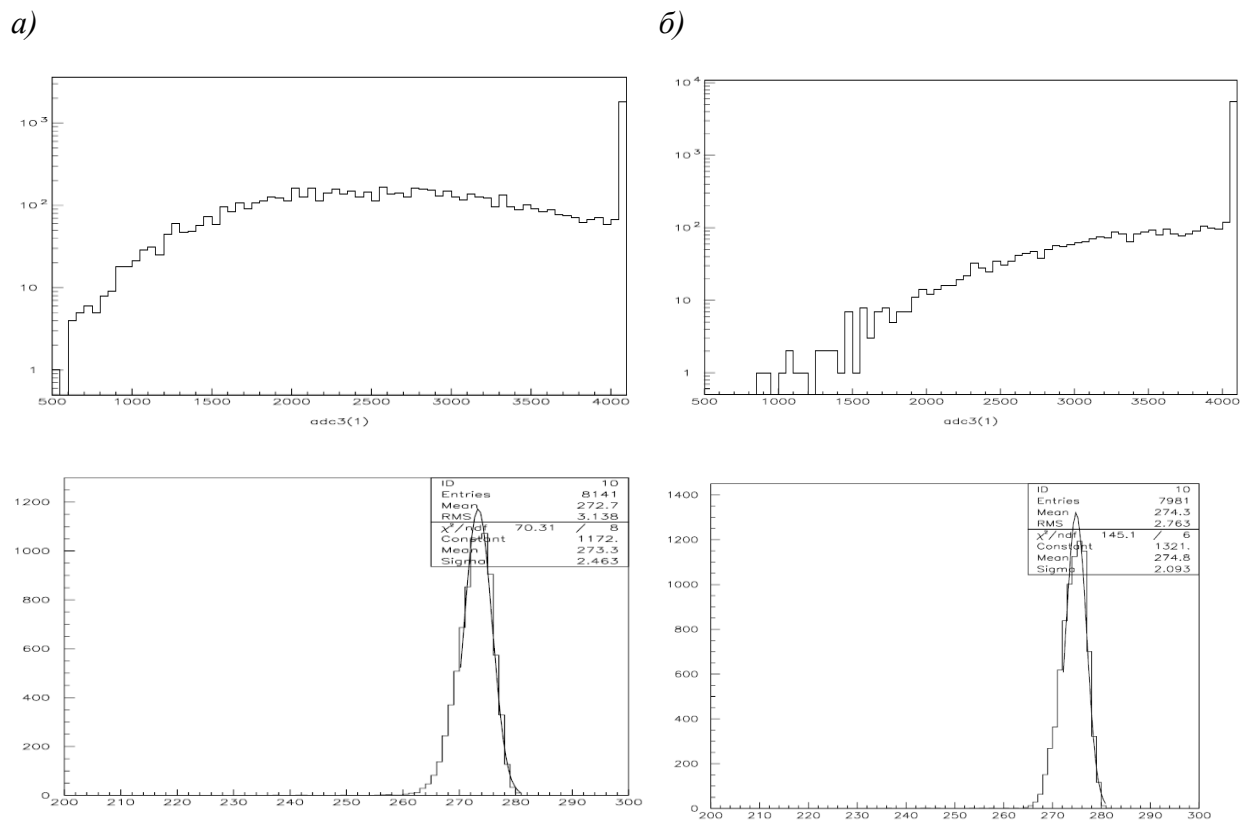 а)
б)
10³
10²
10
1
500 1000 1500 2000 2500 3000 3500 4000
adc3(1)
10⁴
10³
10²
10
1
500 1000 1500 2000 2500 3000 3500 4000
adc3(1)
ID 10
Entries 8141
Mean 272.7
RMS 3.138
χ²/ndf 70.31 / 8
Constant 1172.
Mean 273.3
Sigma 2.463
1200
1000
800
600
400
200
0
200 210 220 230 240 250 260 270 280 290 300
ID 10
Entries 7981
Mean 274.3
RMS 2.763
χ²/ndf 145.1 / 6
Constant 1321.
Mean 274.8
Sigma 2.093
1400
1200
1000
800
600
400
200
0
200 210 220 230 240 250 260 270 280 290 300